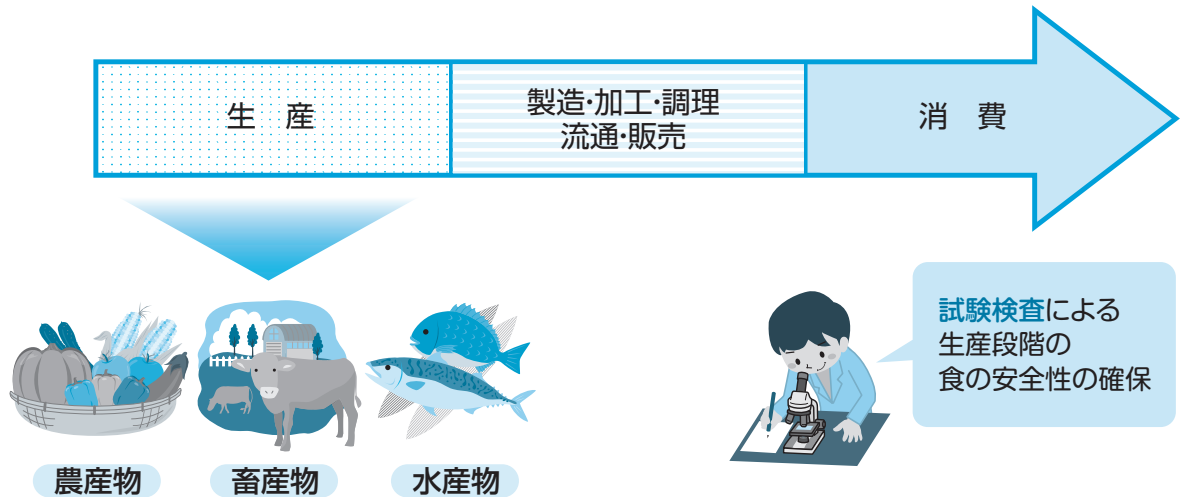 生　産
製造・加工・調理
流通・販売
消　費
農産物
畜産物
水産物
試験検査による
生産段階の
食の安全性の確保